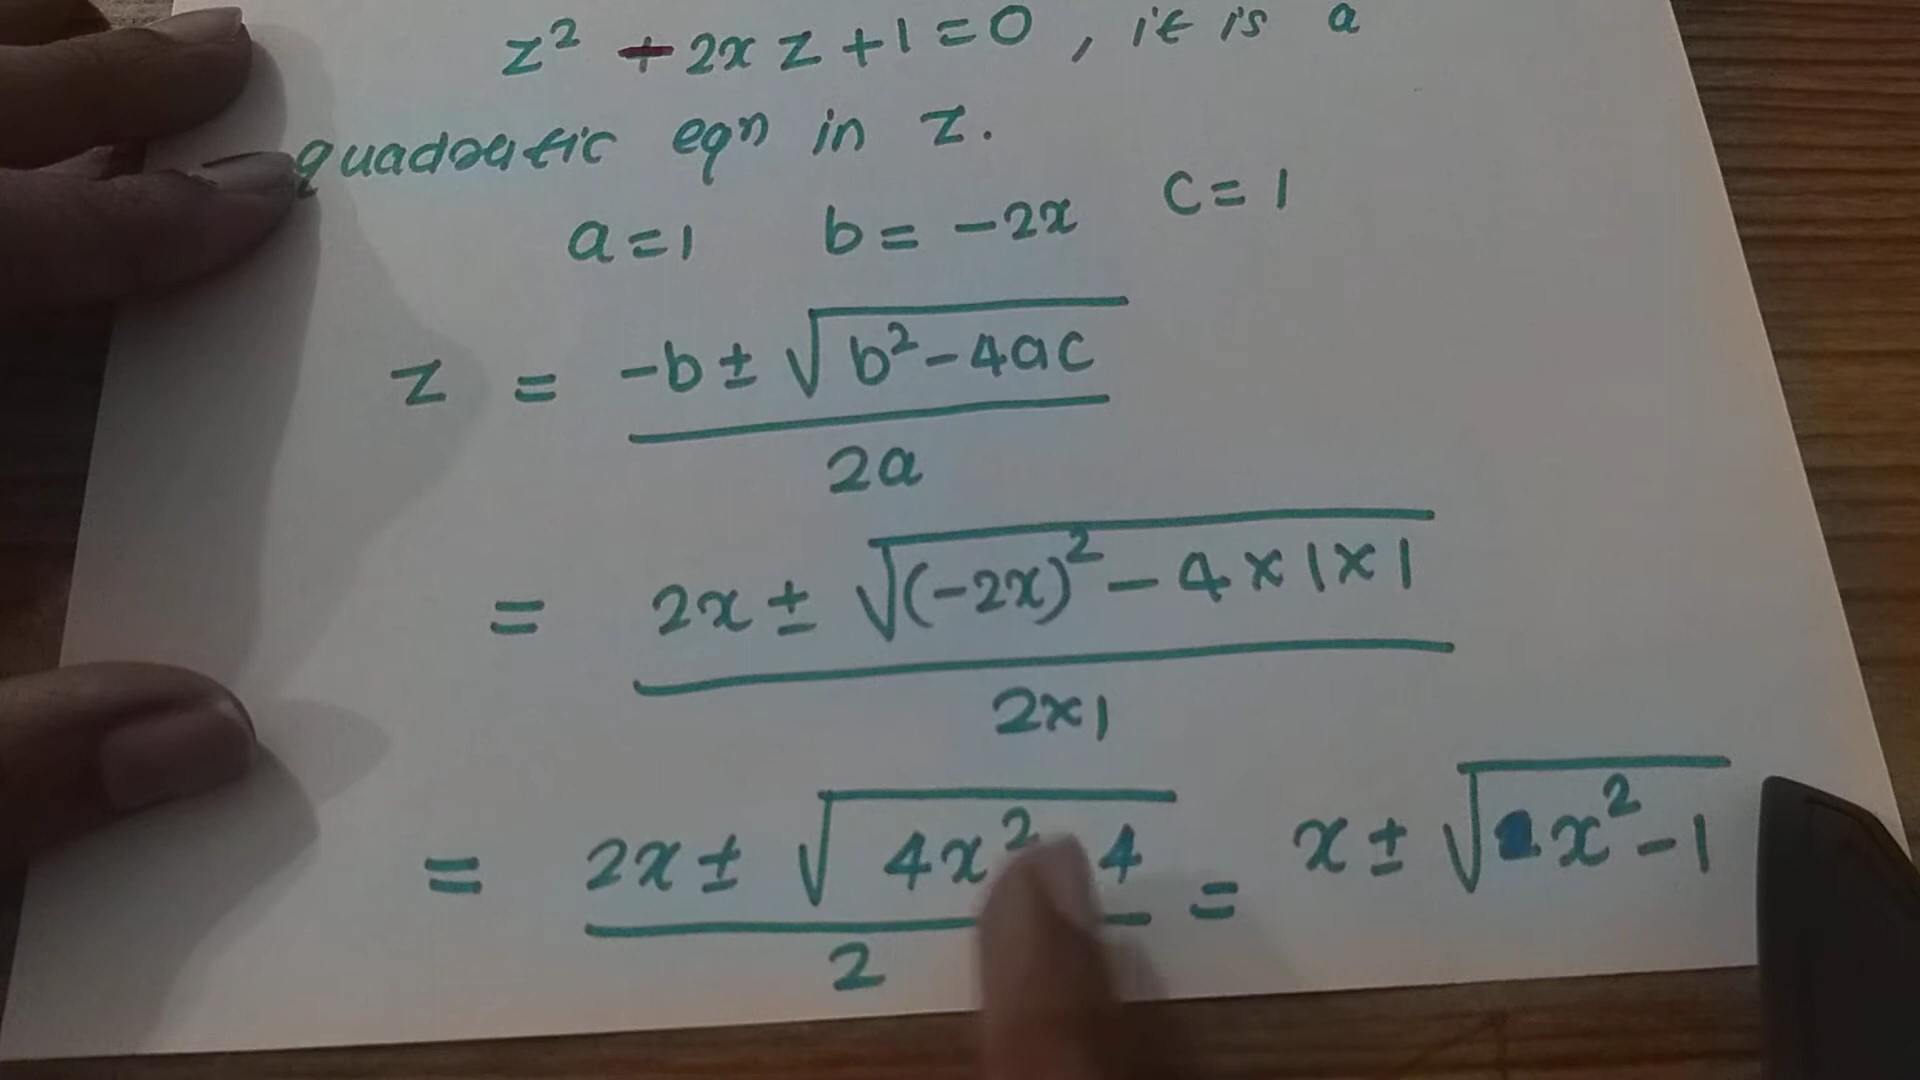 z² - 2x z + 1 = 0 , it is a
quadratic eqn in z.
a = 1 b = -2x c = 1
z = -b ± √(b² - 4ac) / 2a
= 2x ± √((-2x)² - 4 × 1 × 1) / 2×1
= 2x ± √(4x² 4) / 2 = x ± √(x² - 1)